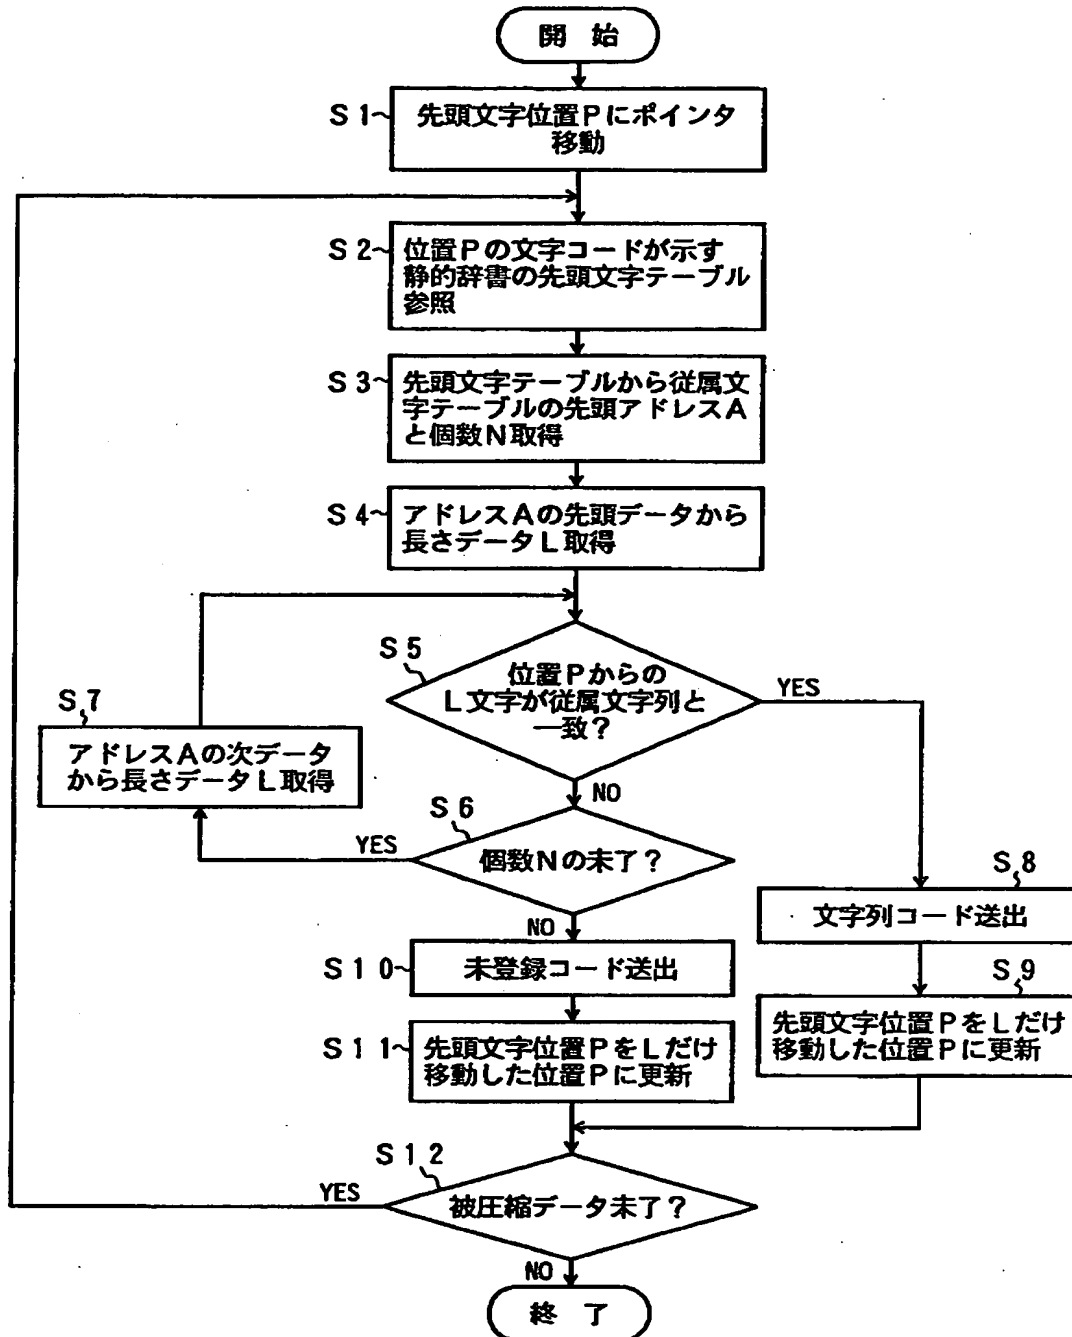 開 始
S1
先頭文字位置Pにポインタ
移動
S2
位置Pの文字コードが示す
静的辞書の先頭文字テーブル
参照
S3
先頭文字テーブルから従属文
字テーブルの先頭アドレスA
と個数N取得
S4
アドレスAの先頭データから
長さデータL取得
S5
位置Pからの
L文字が従属文字列と
一致?
YES
NO
S7
アドレスAの次データ
から長さデータL取得
S6
個数Nの未了?
YES
NO
S8
文字列コード送出
S9
先頭文字位置PをLだけ
移動した位置Pに更新
S10
未登録コード送出
S11
先頭文字位置PをLだけ
移動した位置Pに更新
S12
被圧縮データ未了?
YES
NO
終 了